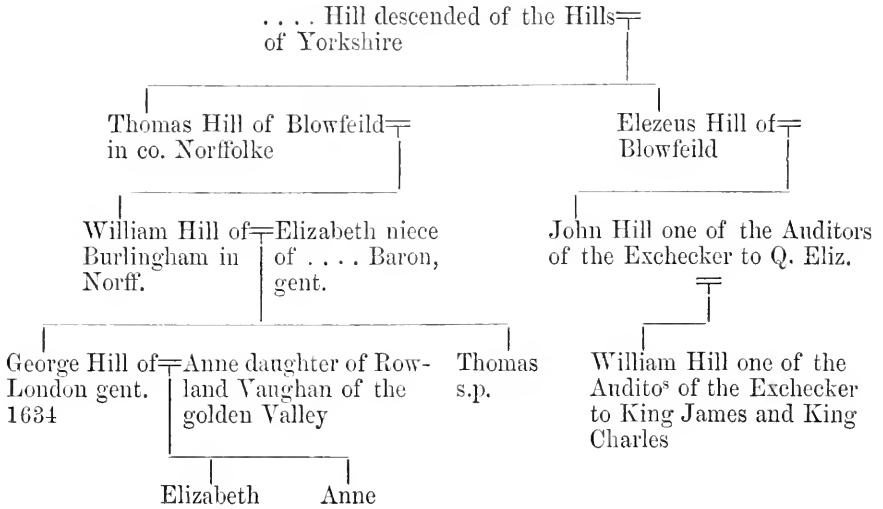 . . . . Hill descended of the Hills
of Yorkshire
Thomas Hill of Blowfeild
in co. Norffolke
Elezeus Hill of
Blowfeild
William Hill of
Burlingham in
Norff.
Elizabeth niece
of . . . . Baron,
gent.
John Hill one of the Auditors
of the Exchecker to Q. Eliz.
George Hill of
London gent.
1634
Anne daughter of Row-
land Vaughan of the
golden Valley
Thomas
s.p.
William Hill one of the
Auditoˢ of the Exchecker
to King James and King
Charles
Elizabeth
Anne